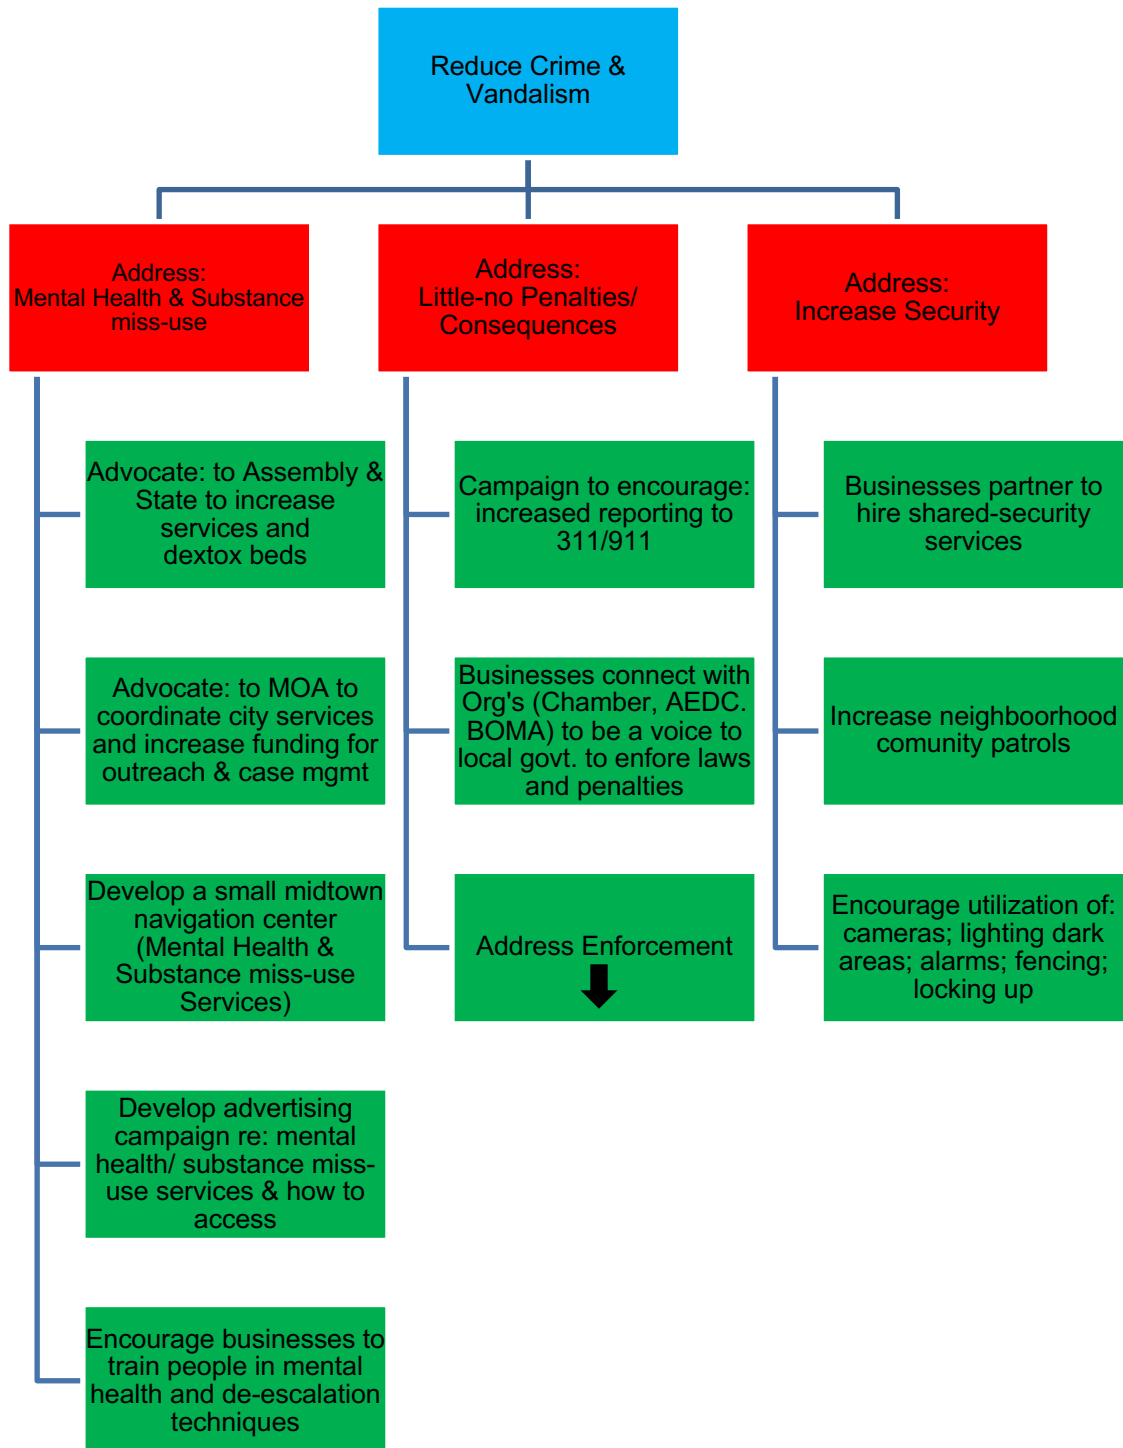 Reduce Crime &
Vandalism
Address:
Mental Health & Substance
miss-use
Advocate: to Assembly &
State to increase
services and
dextox beds
Advocate: to MOA to
coordinate city services
and increase funding for
outreach & case mgmt
Develop a small midtown
navigation center
(Mental Health &
Substance miss-use
Services)
Develop advertising
campaign re: mental
health/ substance miss-
use services & how to
access
Encourage businesses to
train people in mental
health and de-escalation
techniques
Address:
Little-no Penalties/
Consequences
Campaign to encourage:
increased reporting to
311/911
Businesses connect with
Org's (Chamber, AEDC.
BOMA) to be a voice to
local govt. to enfore laws
and penalties
Address Enforcement
Address:
Increase Security
Businesses partner to
hire shared-security
services
Increase neighboorhood
comunity patrols
Encourage utilization of:
cameras; lighting dark
areas; alarms; fencing;
locking up